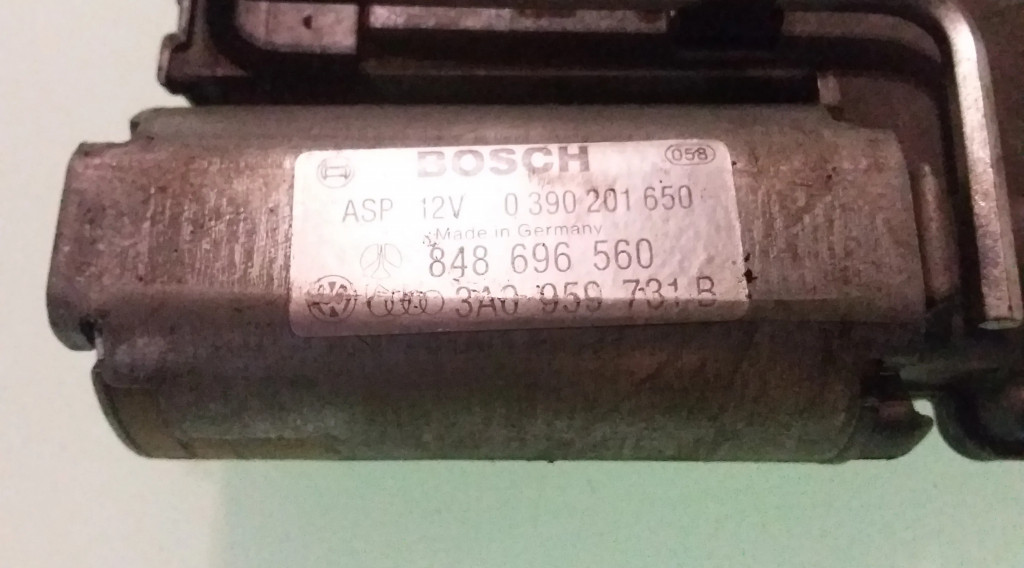 BOSCH 058
ASP 12V 0 390 201 650
Made in Germany
848 696 560
3A0 959 731 B